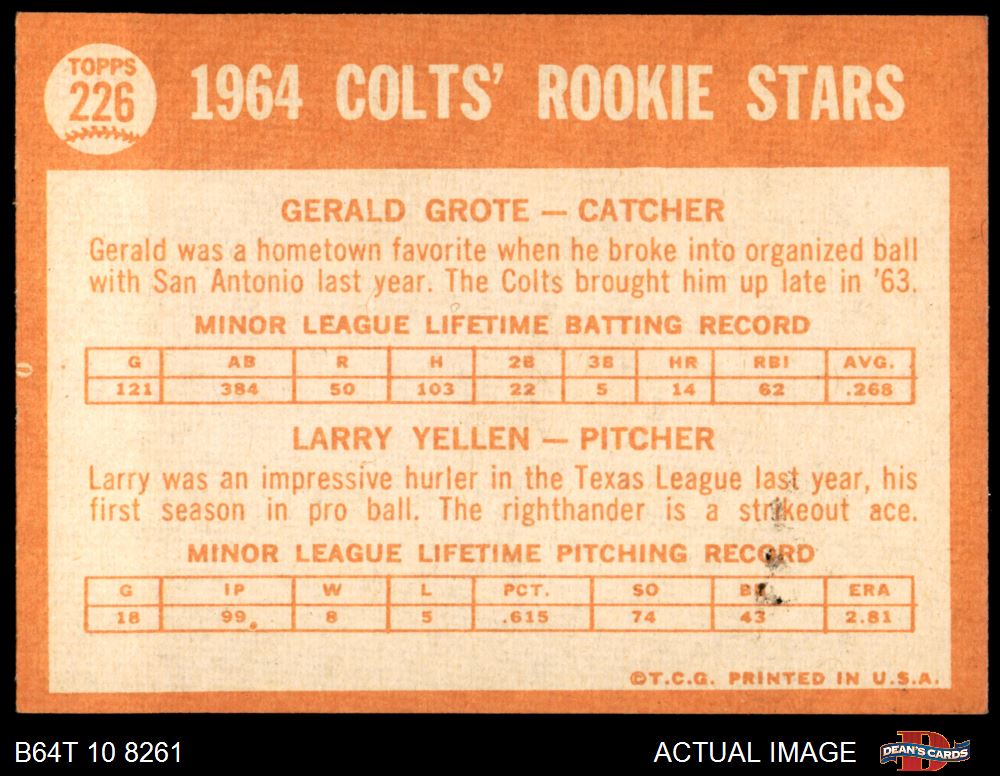 TOPPS
226
1964 COLTS' ROOKIE STARS
GERALD GROTE — CATCHER
Gerald was a hometown favorite when he broke into organized ball
with San Antonio last year. The Colts brought him up late in '63.
MINOR LEAGUE LIFETIME BATTING RECORD
G AB R H 2B 3B HR RBI AVG.
121 384 50 103 22 5 14 62 .268
LARRY YELLEN — PITCHER
Larry was an impressive hurler in the Texas League last year, his
first season in pro ball. The righthander is a strikeout ace.
MINOR LEAGUE LIFETIME PITCHING RECORD
G IP W L PCT. SO BB ERA
18 99 8 5 .615 74 43 2.81
©T.C.G. PRINTED IN U.S.A.
B64T 10 8261
ACTUAL IMAGE
DEAN'S CARDS